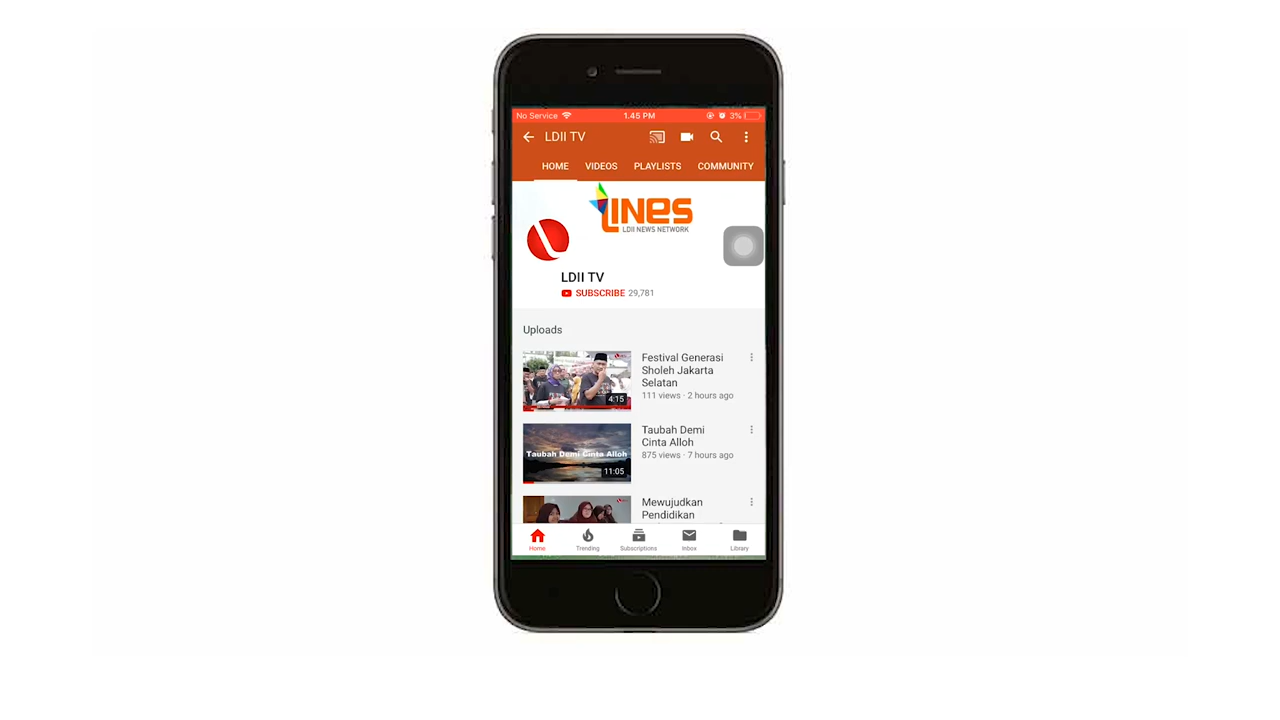 No Service 1.45 PM 3%
LDII TV
HOME VIDEOS PLAYLISTS COMMUNITY
LINES
LDII NEWS NETWORK
LDII TV
SUBSCRIBE 29,781
Uploads
Festival Generasi
Sholeh Jakarta
Selatan
111 views · 2 hours ago
4:15
Taubah Demi
Cinta Alloh
875 views · 7 hours ago
Taubah Demi Cinta Alloh
11:05
Mewujudkan
Pendidikan
Home Trending Subscriptions Inbox Library